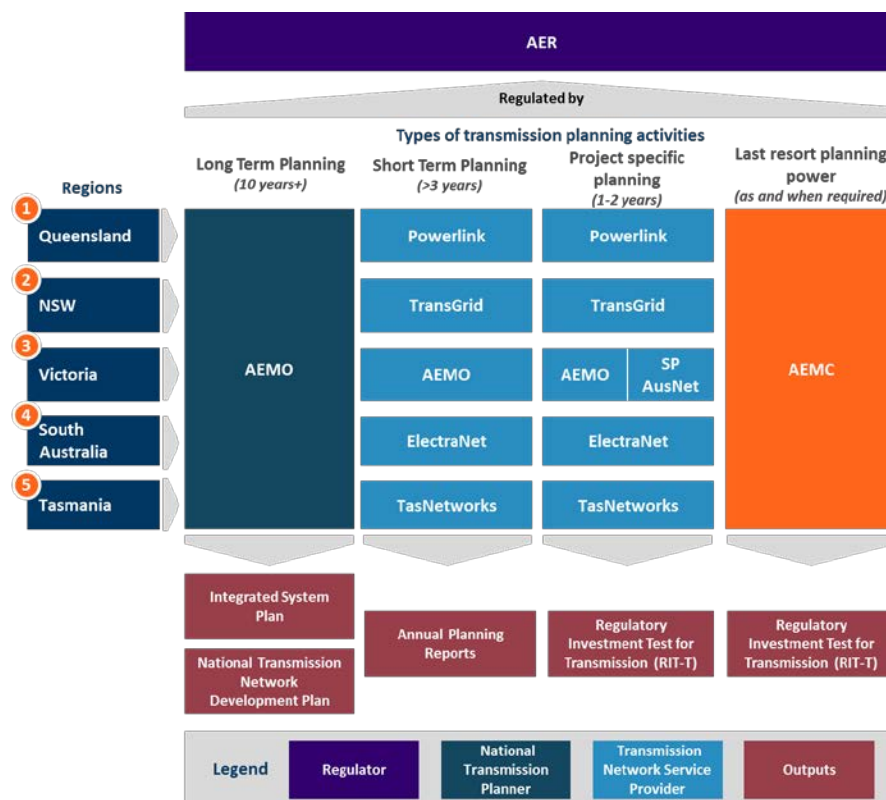 AER
Regulated by
Types of transmission planning activities
Regions
Long Term Planning
(10 years+)
Short Term Planning
(>3 years)
Project specific
planning
(1-2 years)
Last resort planning
power
(as and when required)
1
Queensland
Powerlink
Powerlink
2
NSW
TransGrid
TransGrid
3
Victoria
AEMO
AEMO
AEMO
SP
AusNet
AEMC
4
South
Australia
ElectraNet
ElectraNet
5
Tasmania
TasNetworks
TasNetworks
Integrated System
Plan
National Transmission
Network
Development Plan
Annual Planning
Reports
Regulatory
Investment Test for
Transmission (RIT-T)
Regulatory
Investment Test for
Transmission (RIT-T)
Legend
Regulator
National
Transmission
Planner
Transmission
Network Service
Provider
Outputs